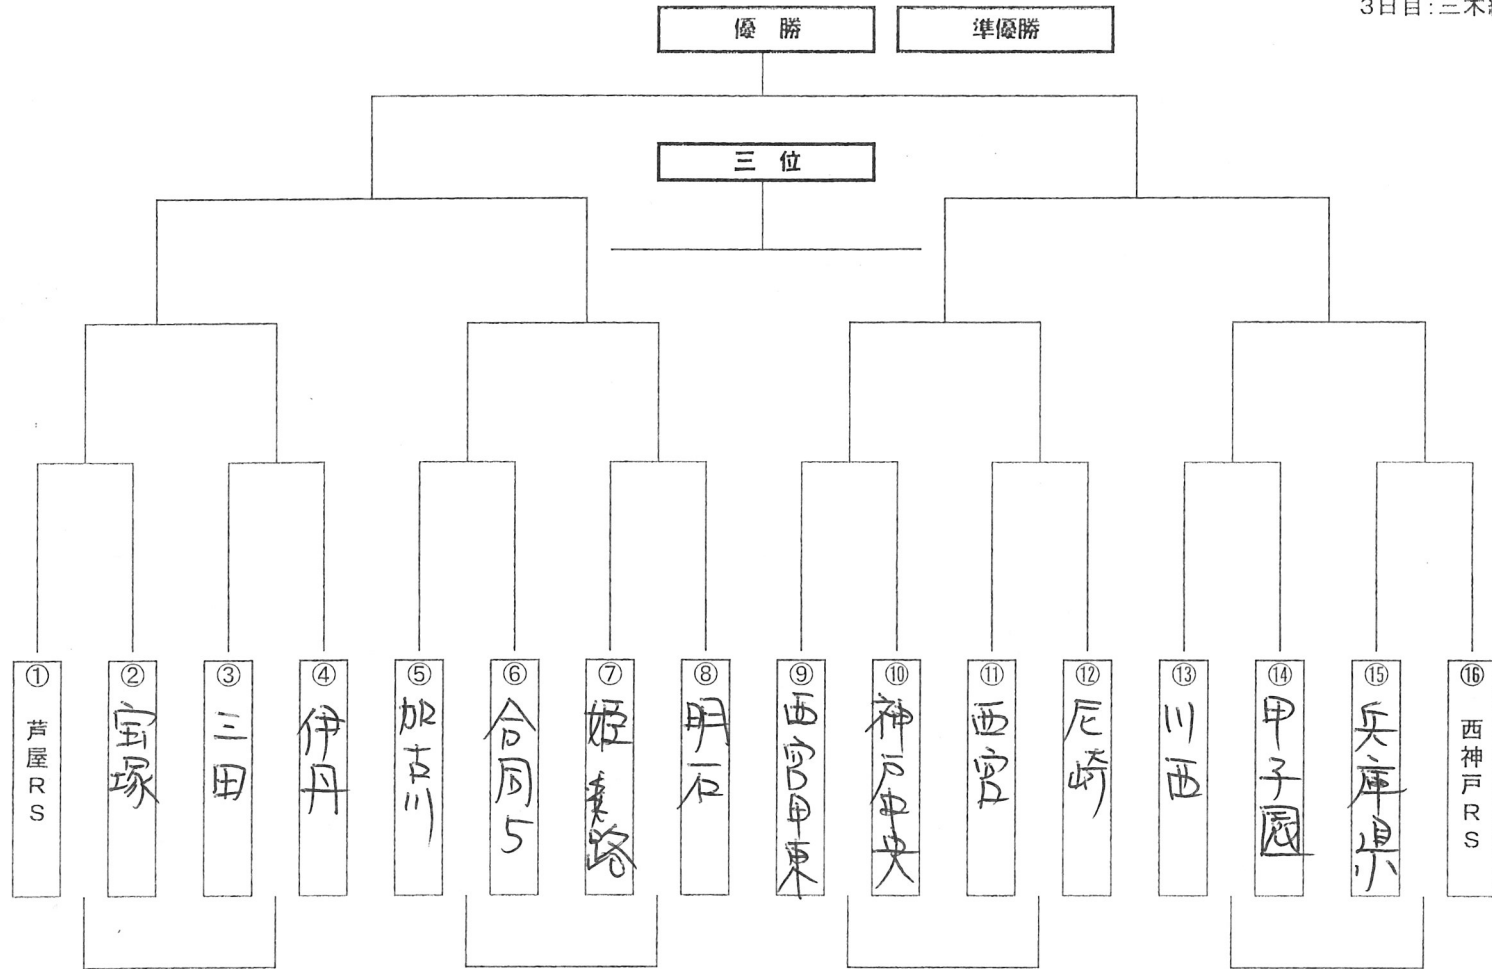 3日目:三木
優勝
準優勝
三位
① 芦屋RS
② 宝塚
③ 三田
④ 伊丹
⑤ 加古川
⑥ 合同5
⑦ 姫路
⑧ 明石
⑨ 西宮甲東
⑩ 神戸中央
⑪ 西宮
⑫ 尼崎
⑬ 川西
⑭ 甲子園
⑮ 兵庫県
⑯ 西神戸RS